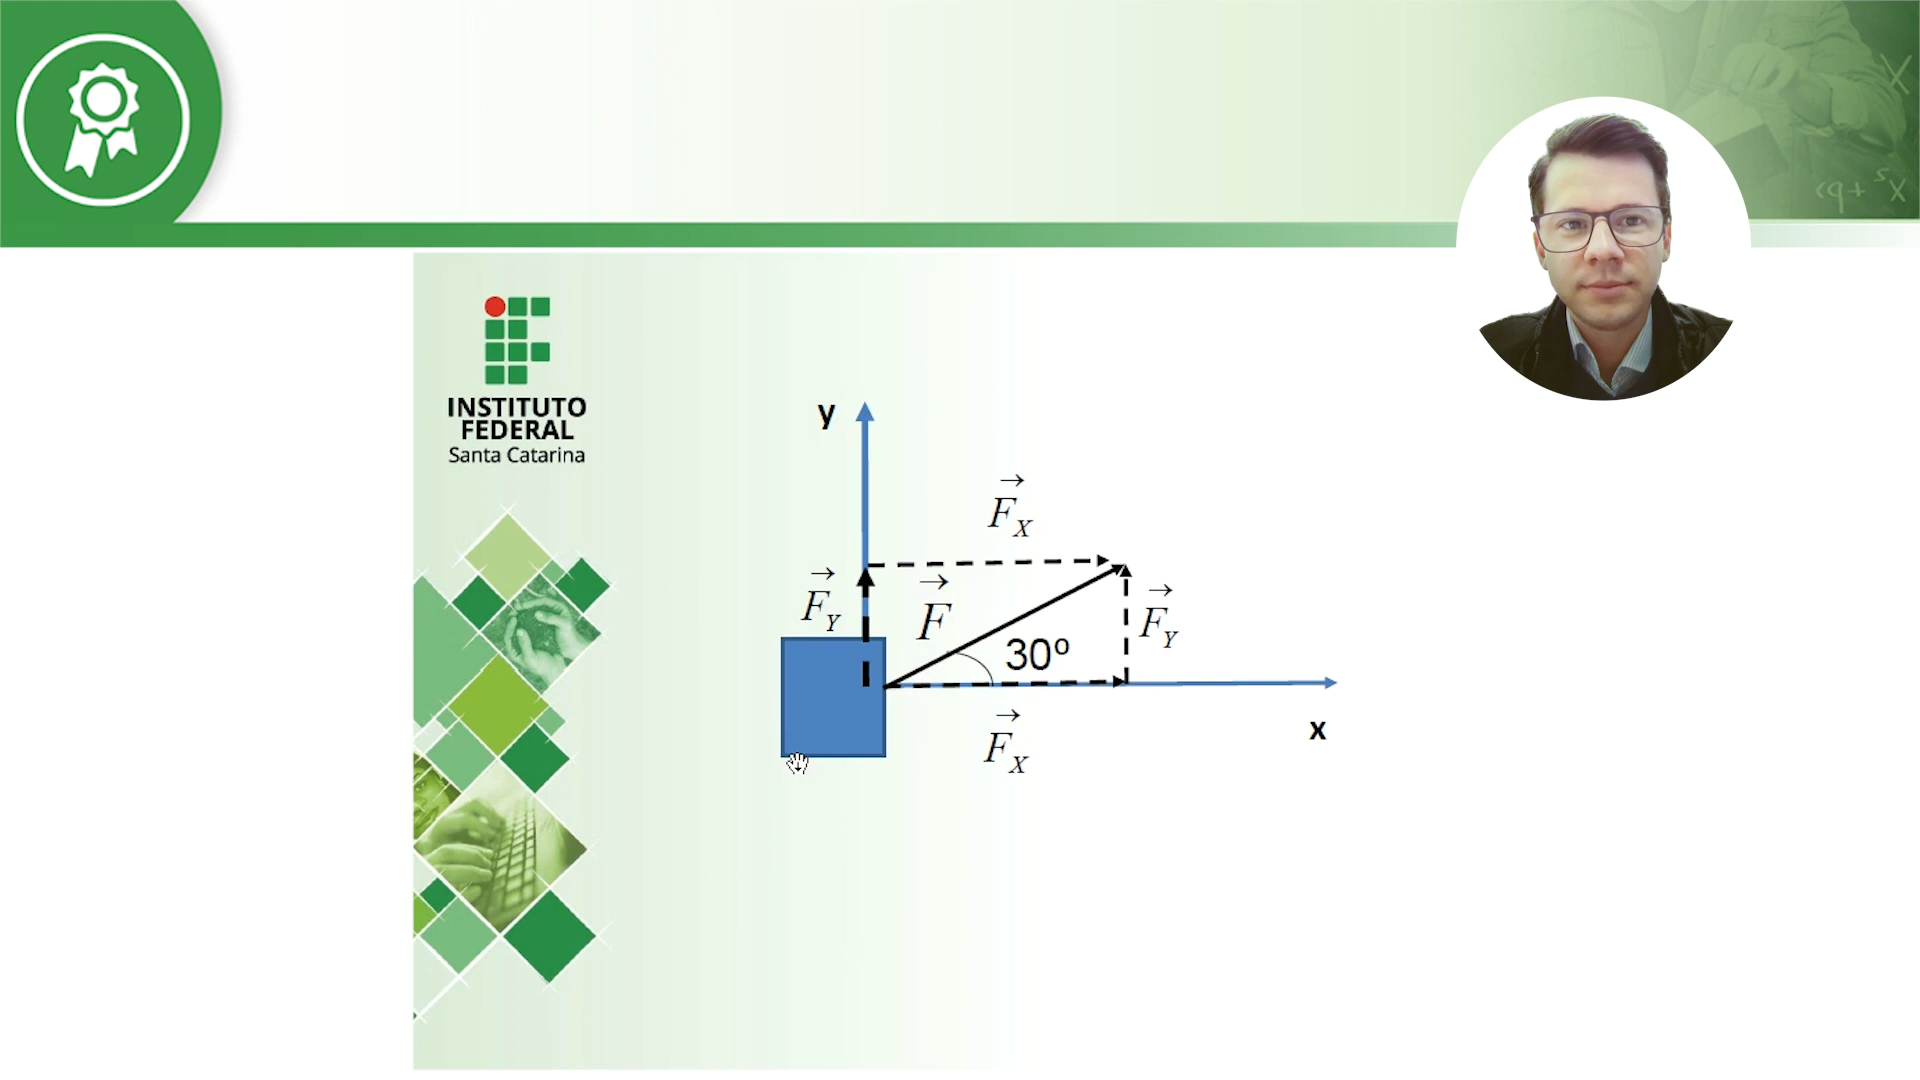 INSTITUTO
FEDERAL
Santa Catarina
y
F_X
F_Y
F
30º
F_Y
x
F_X